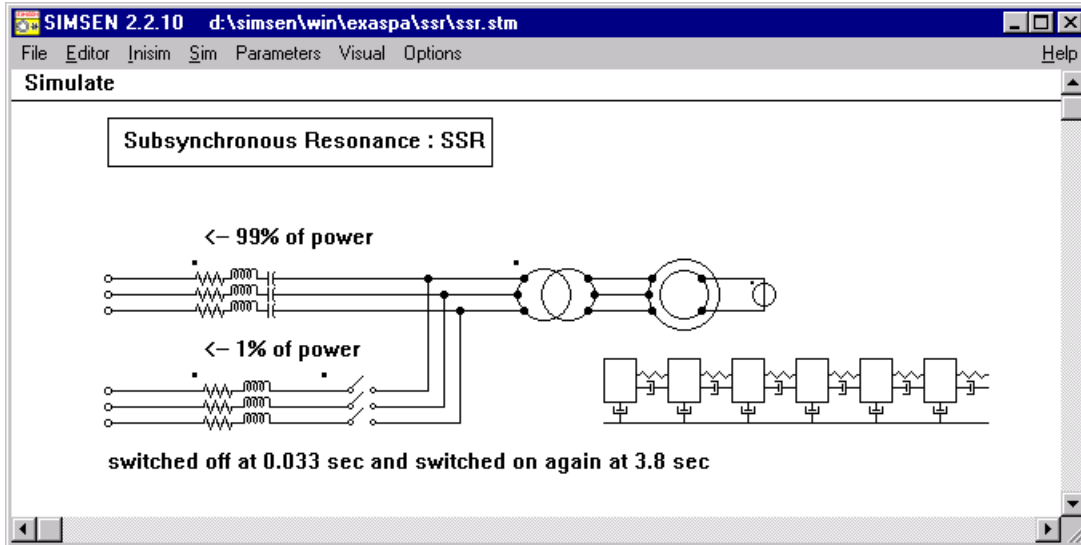 SIMSEN 2.2.10 d:\simsen\win\exaspa\ssr\ssr.stm
File Editor Inisim Sim Parameters Visual Options Help
Simulate
Subsynchronous Resonance : SSR
<– 99% of power
<– 1% of power
switched off at 0.033 sec and switched on again at 3.8 sec